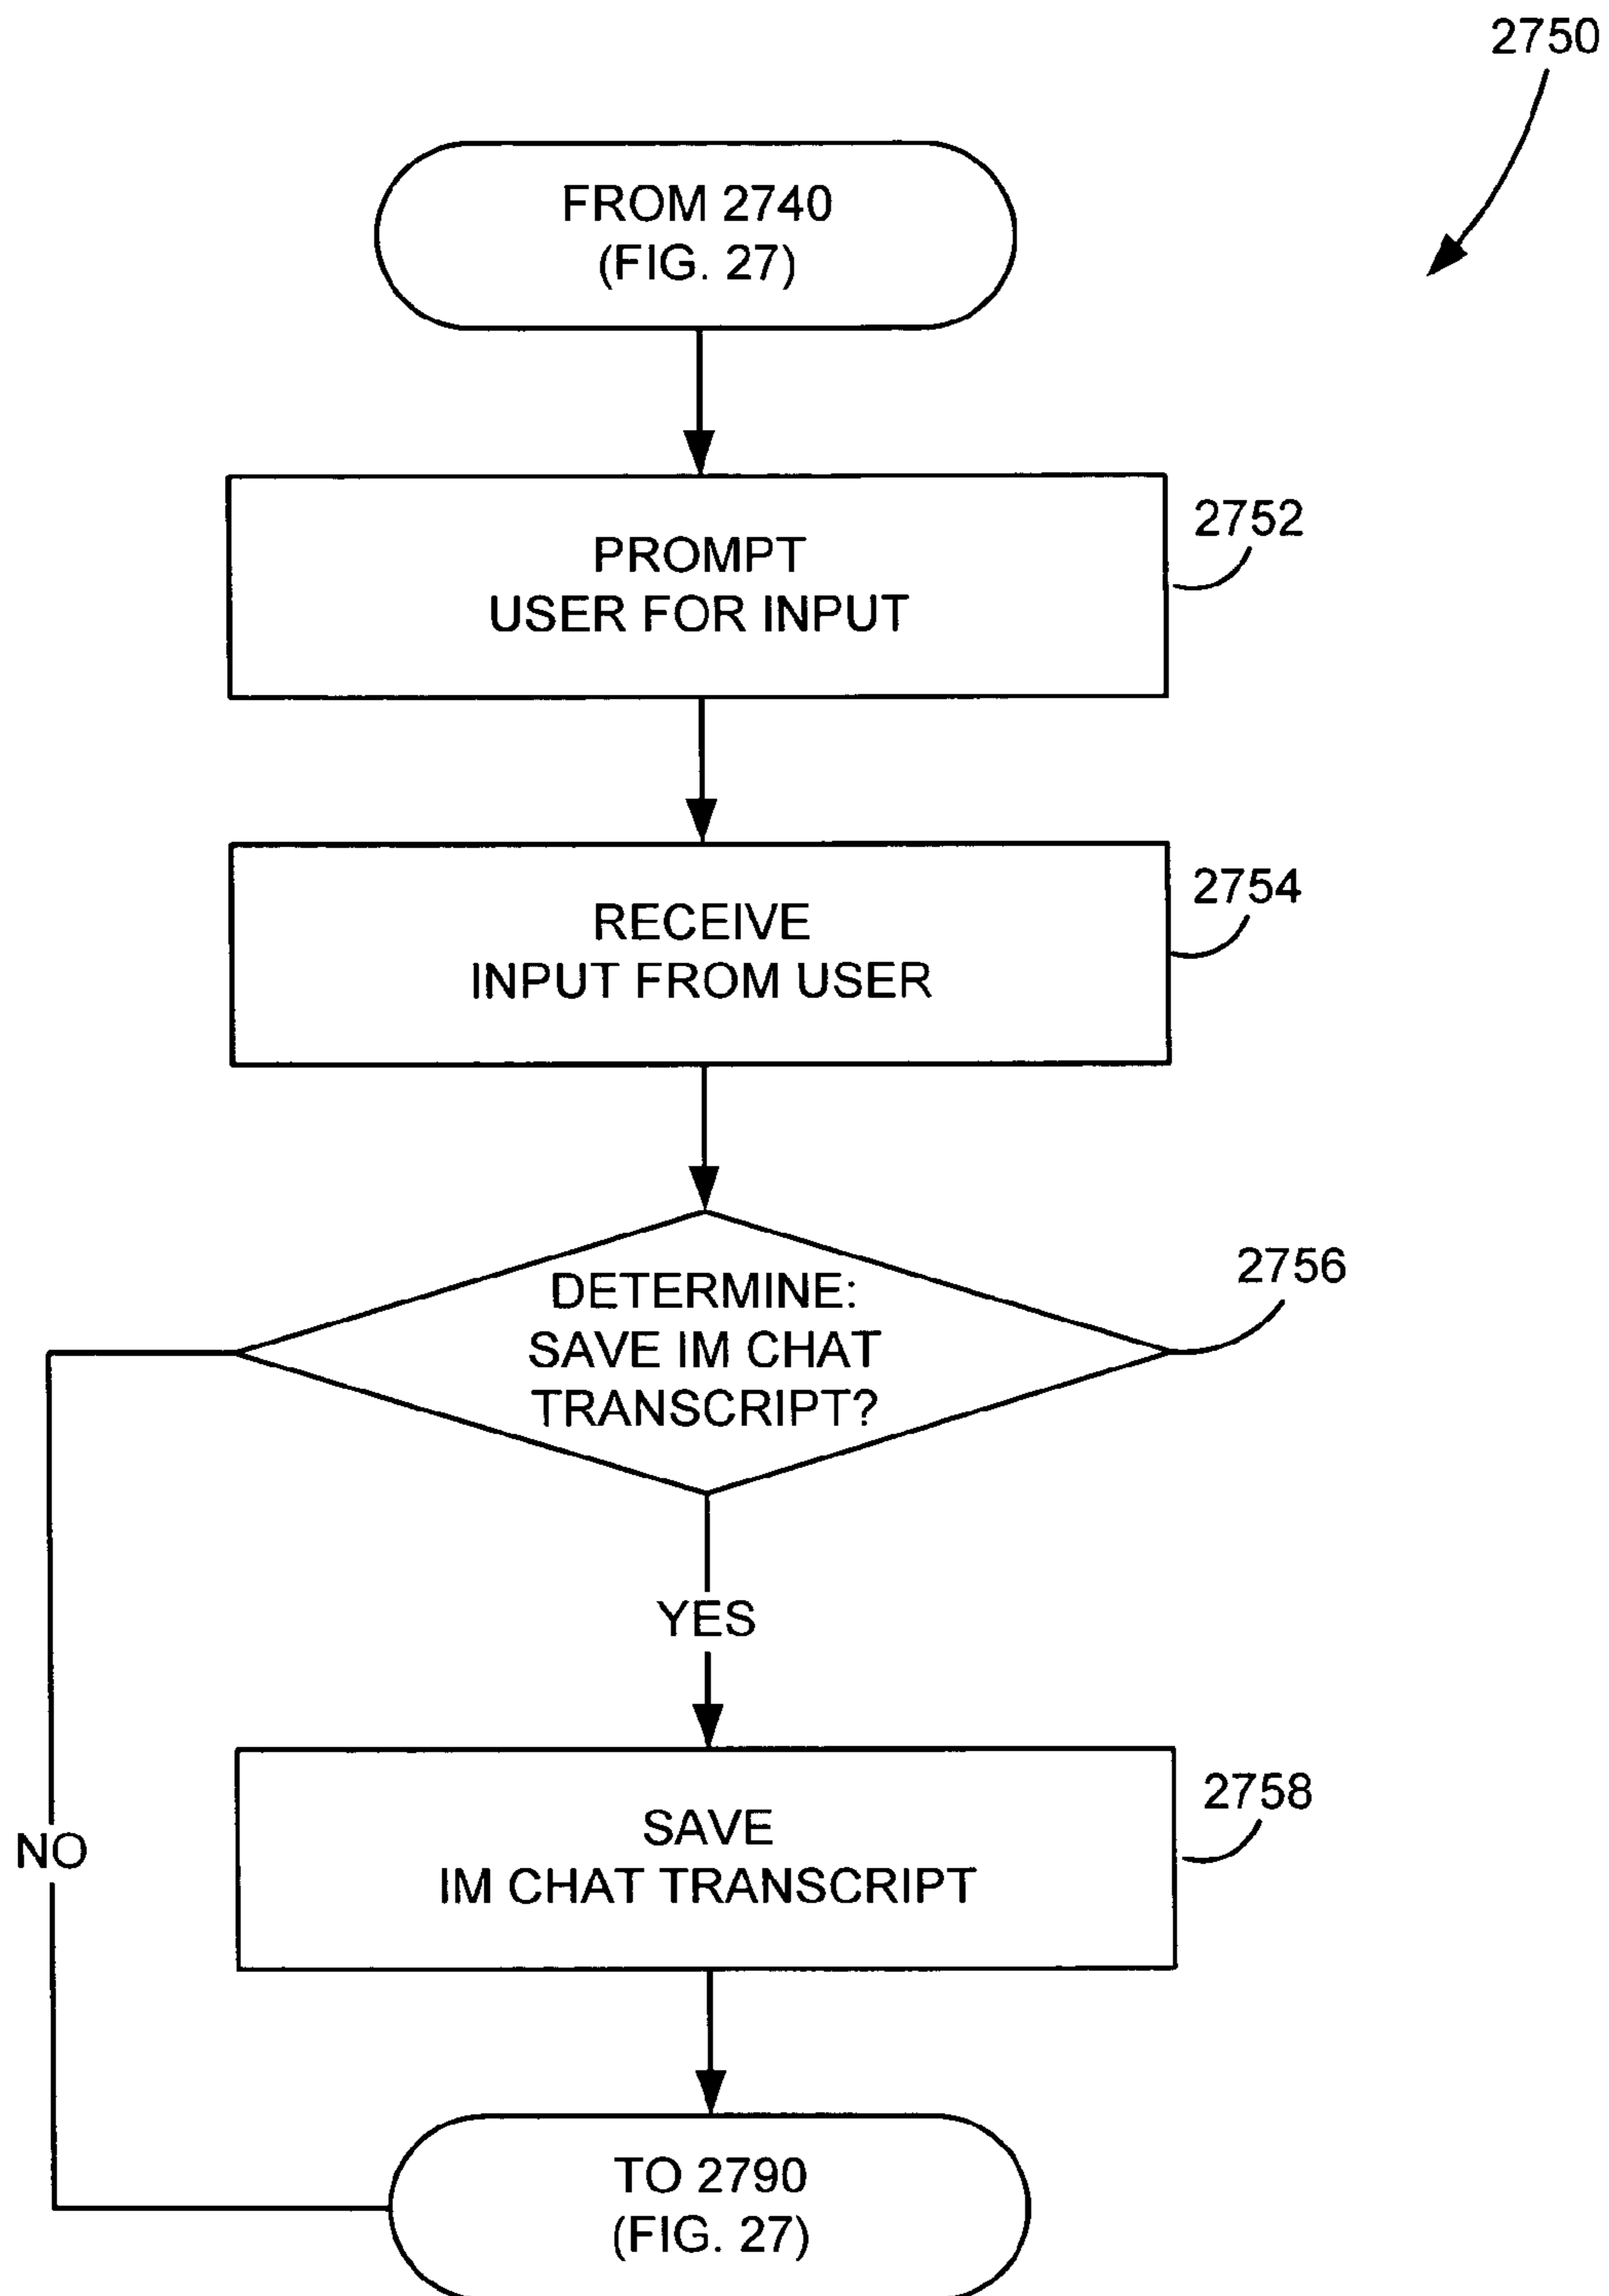 2750
FROM 2740
(FIG. 27)
PROMPT
USER FOR INPUT
2752
RECEIVE
INPUT FROM USER
2754
DETERMINE:
SAVE IM CHAT
TRANSCRIPT?
2756
YES
NO
SAVE
IM CHAT TRANSCRIPT
2758
TO 2790
(FIG. 27)